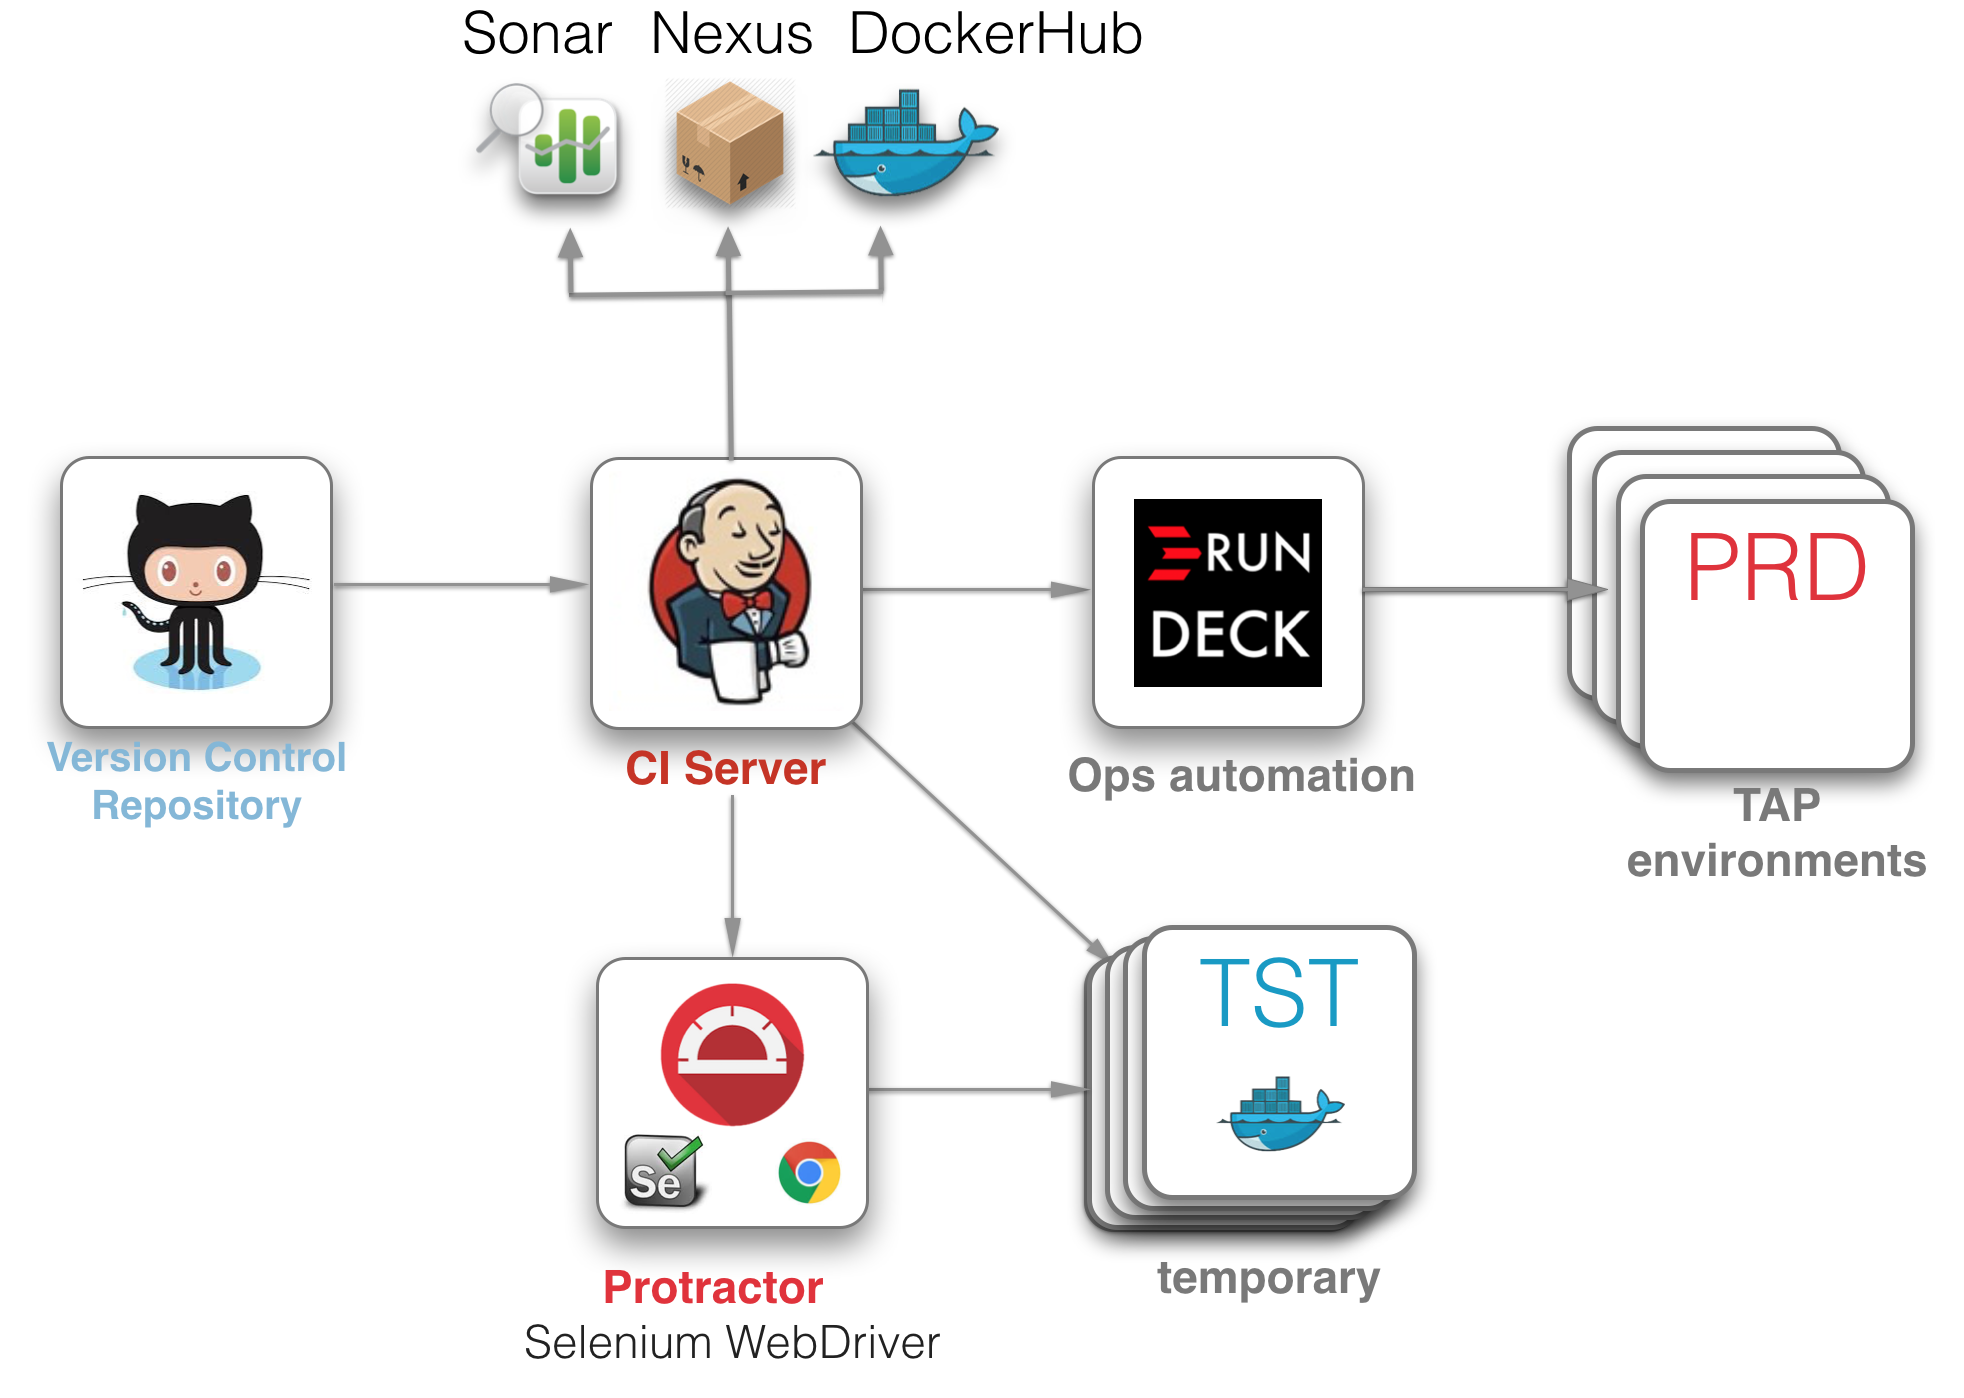 Sonar Nexus DockerHub
RUN
DECK
PRD
Version Control
Repository
CI Server
Ops automation
TAP
environments
TST
Se
Protractor
Selenium WebDriver
temporary